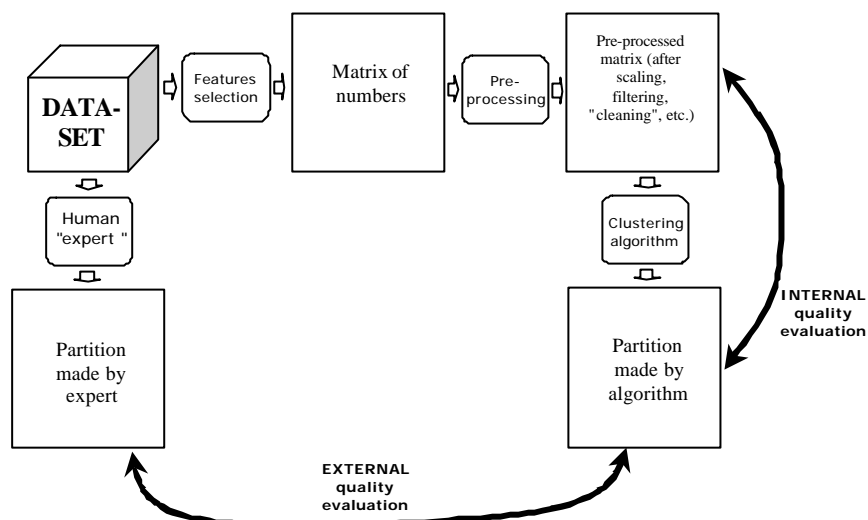 DATA-
SET
Features
selection
Matrix of
numbers
Pre-
processing
Pre-processed
matrix (after
scaling,
filtering,
"cleaning", etc.)
Human
"expert "
Clustering
algorithm
Partition
made by
expert
Partition
made by
algorithm
INTERNAL
quality
evaluation
EXTERNAL
quality
evaluation